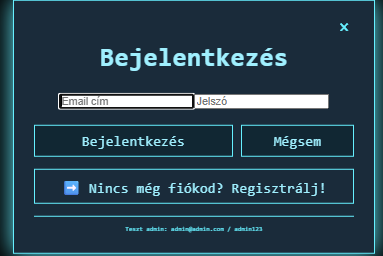 ×
Bejelentkezés
Email cím Jelszó
Bejelentkezés Mégsem
➡️ Nincs még fiókod? Regisztrálj!
Teszt admin: admin@admin.com / admin123